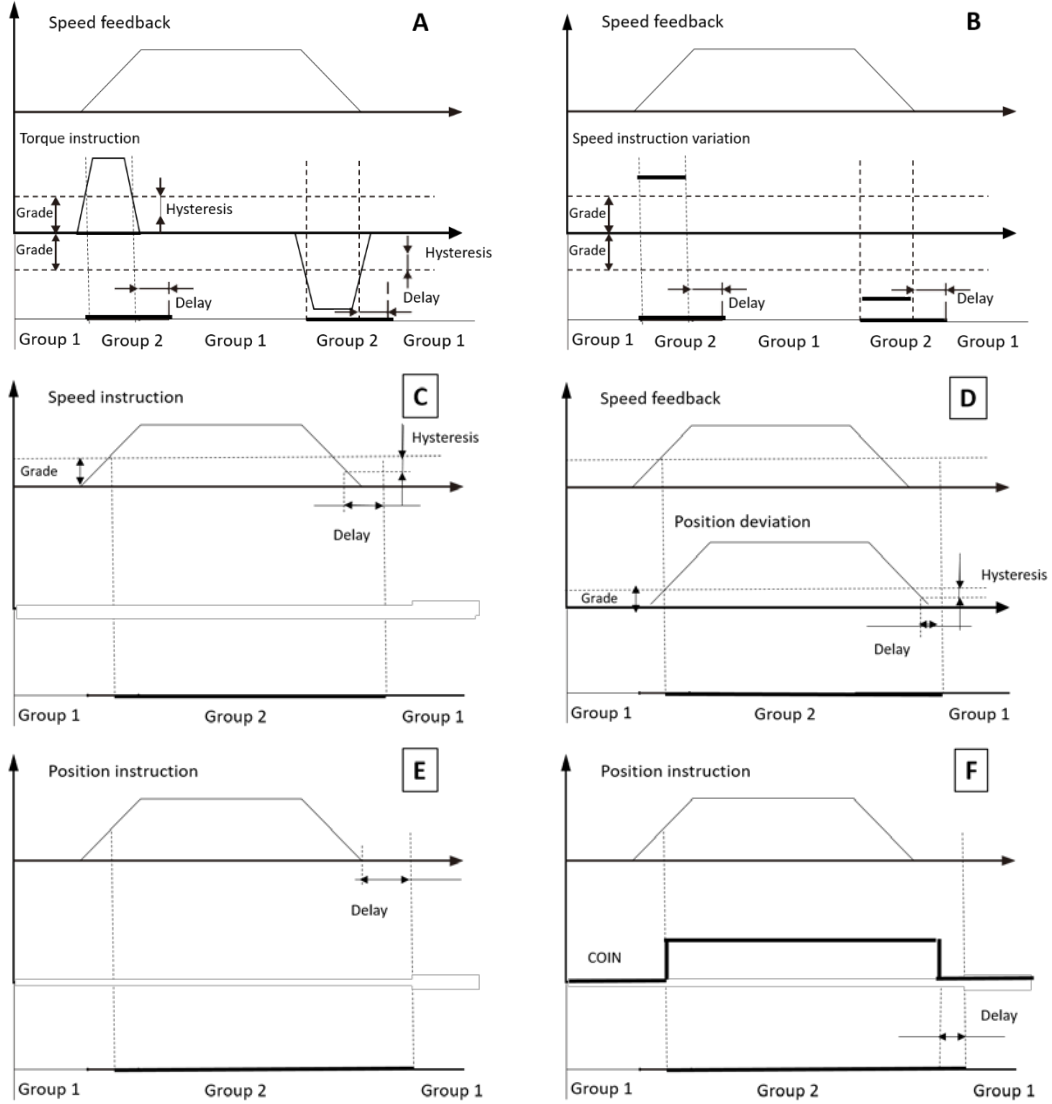 Speed feedback
A
Torque instruction
Grade
Hysteresis
Grade
Hysteresis
Delay
Delay
Group 1
Group 2
Group 1
Group 2
Group 1
Speed feedback
B
Speed instruction variation
Grade
Grade
Delay
Delay
Group 1
Group 2
Group 1
Group 2
Group 1
Speed instruction
C
Hysteresis
Grade
Delay
Group 1
Group 2
Group 1
Speed feedback
D
Position deviation
Hysteresis
Grade
Delay
Group 1
Group 2
Group 1
Position instruction
E
Delay
Group 1
Group 2
Group 1
Position instruction
F
COIN
Delay
Group 1
Group 2
Group 1